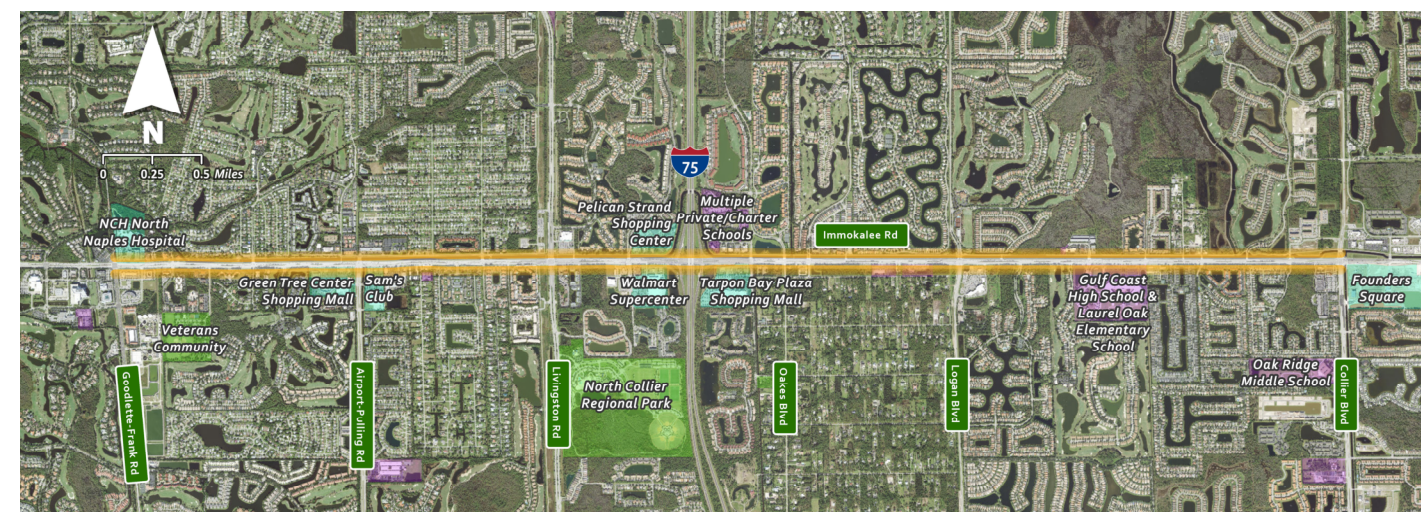 N
0 0.25 0.5 Miles
75
NCH North
Naples Hospital
Pelican Strand
Shopping
Center
Multiple
Private/Charter
Schools
Immokalee Rd
Green Tree Center
Shopping Mall
Sam's
Club
Walmart
Supercenter
Tarpon Bay Plaza
Shopping Mall
Gulf Coast
High School &
Laurel Oak
Elementary
School
Founders
Square
Veterans
Community
North Collier
Regional Park
Oak Ridge
Middle School
Goodlette-Frank Rd
Airport-Pulling Rd
Livingston Rd
Oakes Blvd
Logan Blvd
Collier Blvd